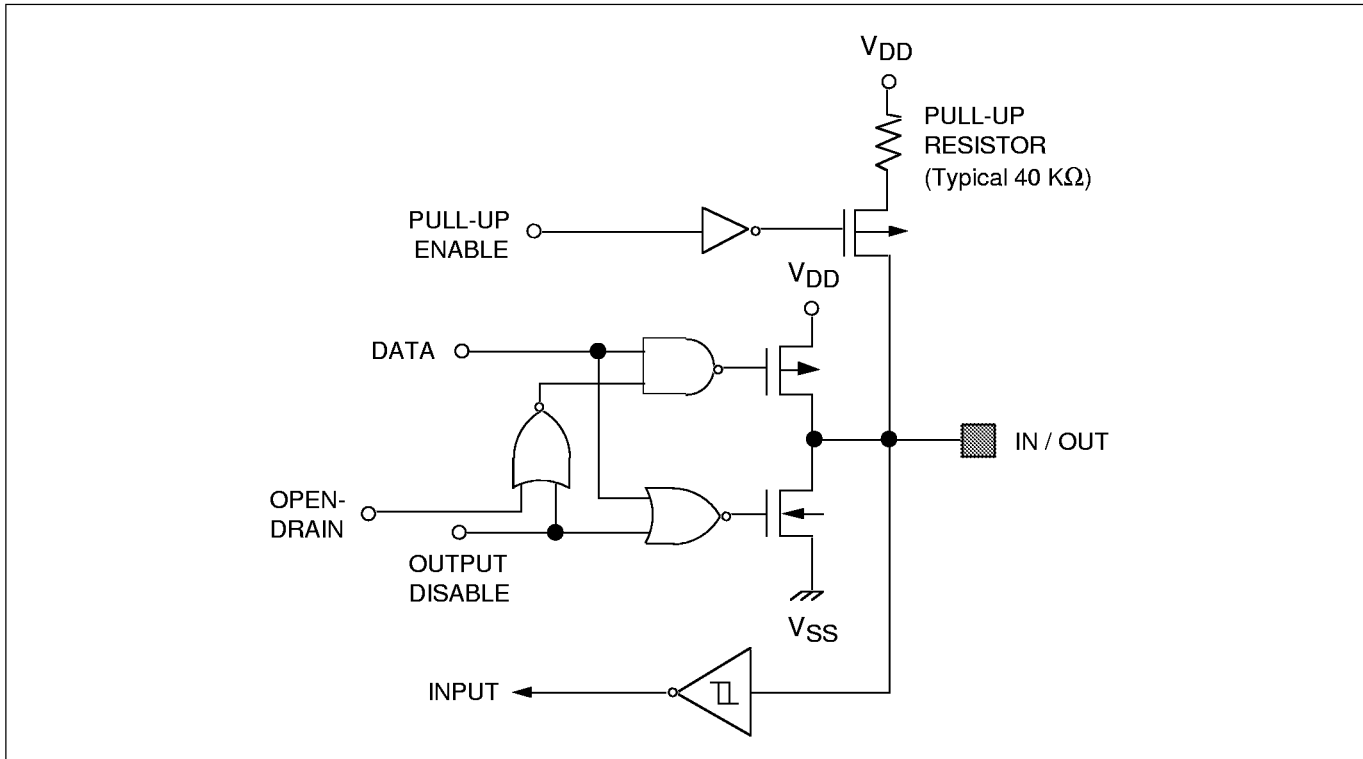 VDD
PULL-UP
RESISTOR
(Typical 40 KΩ)
PULL-UP
ENABLE
VDD
DATA
IN / OUT
OPEN-
DRAIN
OUTPUT
DISABLE
VSS
INPUT